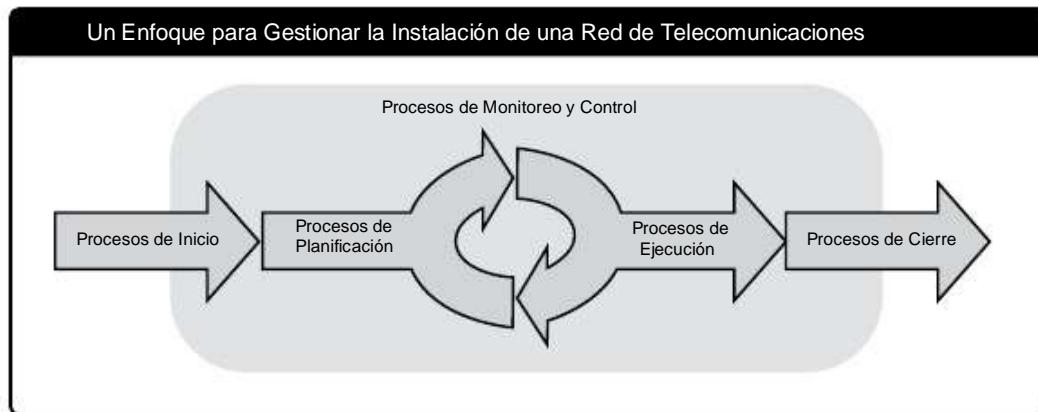 Un Enfoque para Gestionar la Instalación de una Red de Telecomunicaciones
Procesos de Monitoreo y Control
Procesos de Inicio
Procesos de
Planificación
Procesos de
Ejecución
Procesos de Cierre